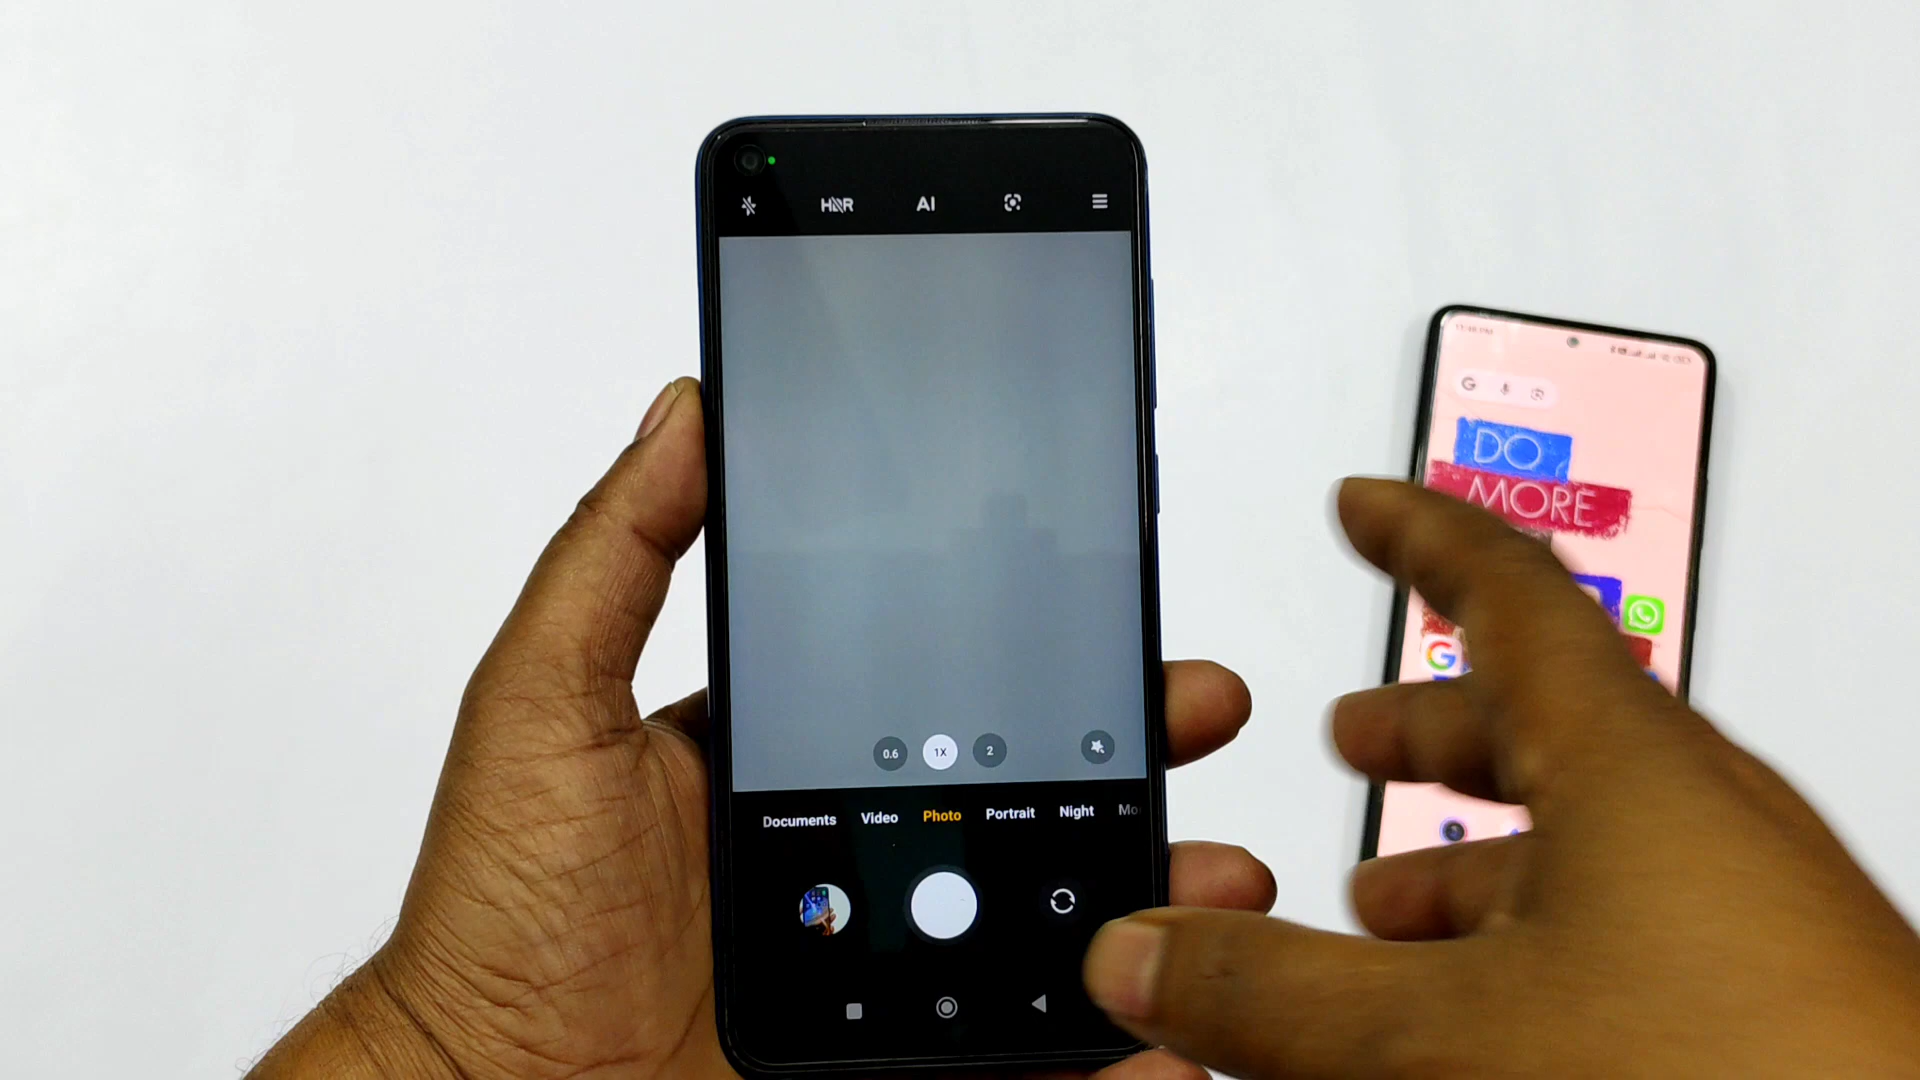 HDR AI
0.6 1X 2
Documents Video Photo Portrait Night Mo
G
DO
MORE
G